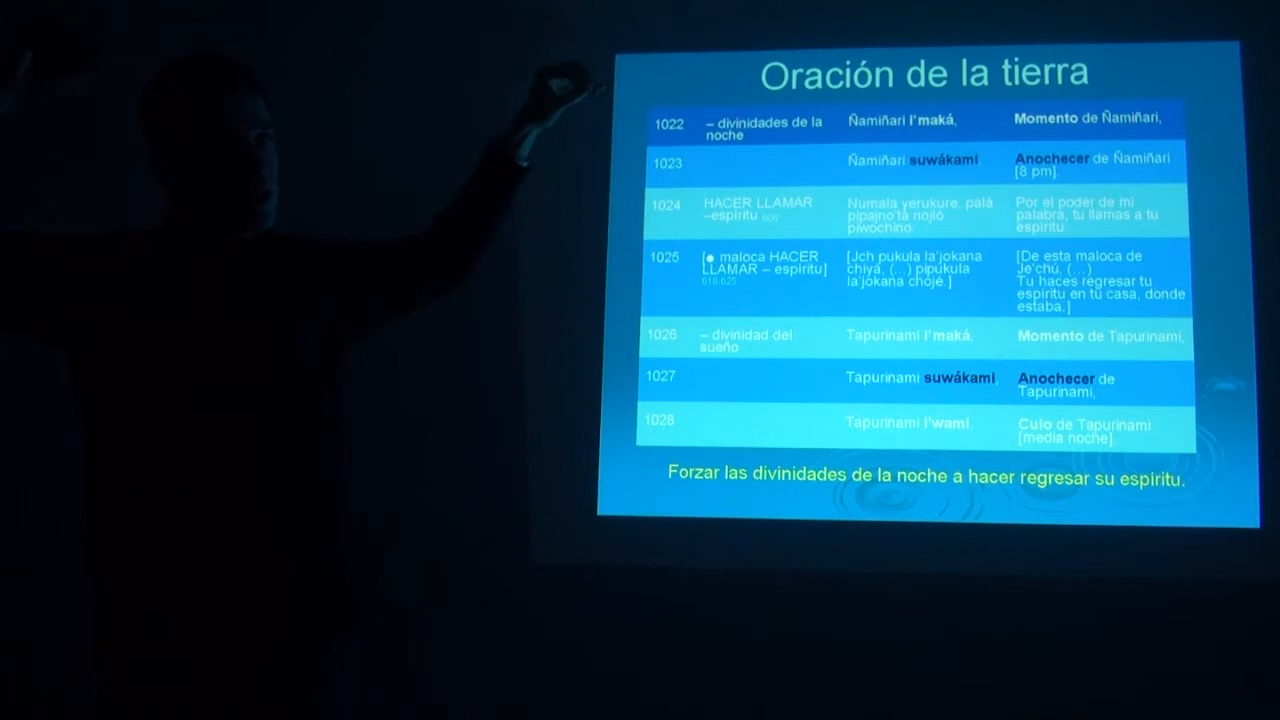 Oración de la tierra
1022 – divinidades de la noche Ñamiñari I'maká, Momento de Ñamiñari,
1023 Ñamiñari suwákami Anochecer de Ñamiñari [8 pm].
1024 HACER LLAMAR –espíritu Numala yerukure, palá pipajno'tá nojló piwochino Por el poder de mi palabra, tu llamas a tu espíritu.
1025 [● maloca HACER LLAMAR – espíritu] 618-625 [Jch pukula la'jokana chiyá, (...) pipukula la'jokana chojé.] [De esta maloca de Je'chú, (...) Tu haces regresar tu espíritu en tu casa, donde estaba.]
1026 – divinidad del sueño Tapurinami I'maká, Momento de Tapurinami,
1027 Tapurinami suwákami, Anochecer de Tapurinami,
1028 Tapurinami I'wami. Culo de Tapurinami [media noche],
Forzar las divinidades de la noche a hacer regresar su espíritu.